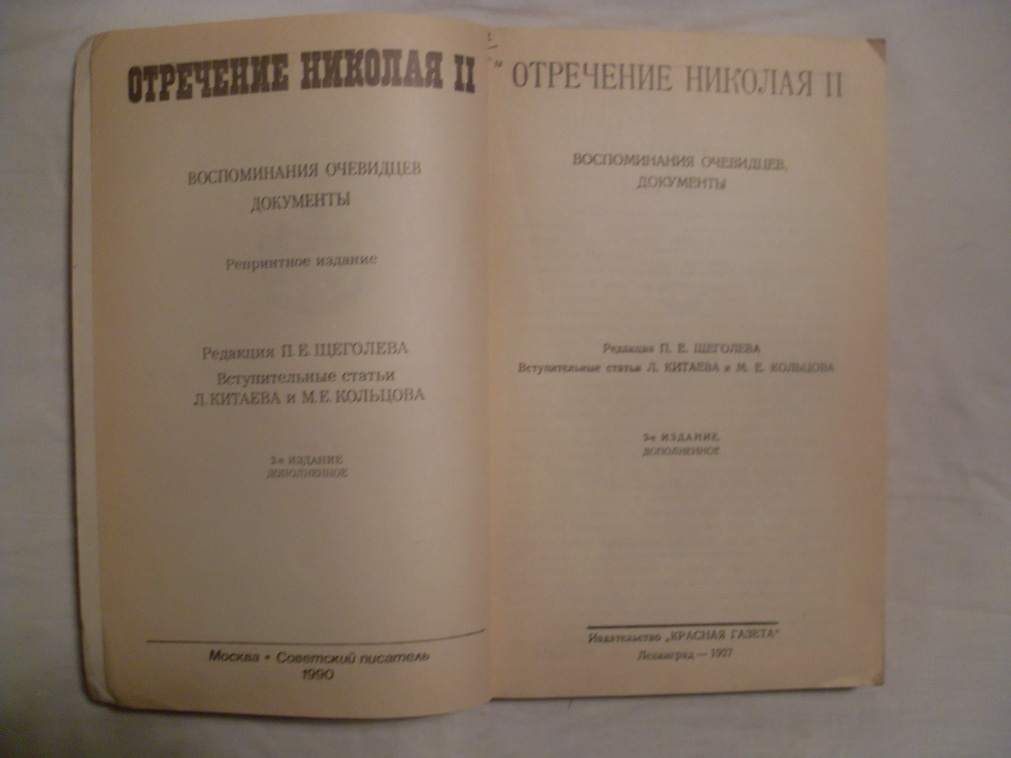 ОТРЕЧЕНИЕ НИКОЛАЯ II
ВОСПОМИНАНИЯ ОЧЕВИДЦЕВ
ДОКУМЕНТЫ
Репринтное издание
Редакция П. Е. ЩЕГОЛЕВА
Вступительные статьи
Л. КИТАЕВА и М. Е. КОЛЬЦОВА
2-е ИЗДАНИЕ
ДОПОЛНЕННОЕ
Москва • Советский писатель
1990
ОТРЕЧЕНИЕ НИКОЛАЯ II
ВОСПОМИНАНИЯ ОЧЕВИДЦЕВ,
ДОКУМЕНТЫ
Редакция П. Е. ЩЕГОЛЕВА
Вступительные статьи Л. КИТАЕВА и М. Е. КОЛЬЦОВА
2-е ИЗДАНИЕ,
ДОПОЛНЕННОЕ
Издательство „КРАСНАЯ ГАЗЕТА"
Ленинград — 1927